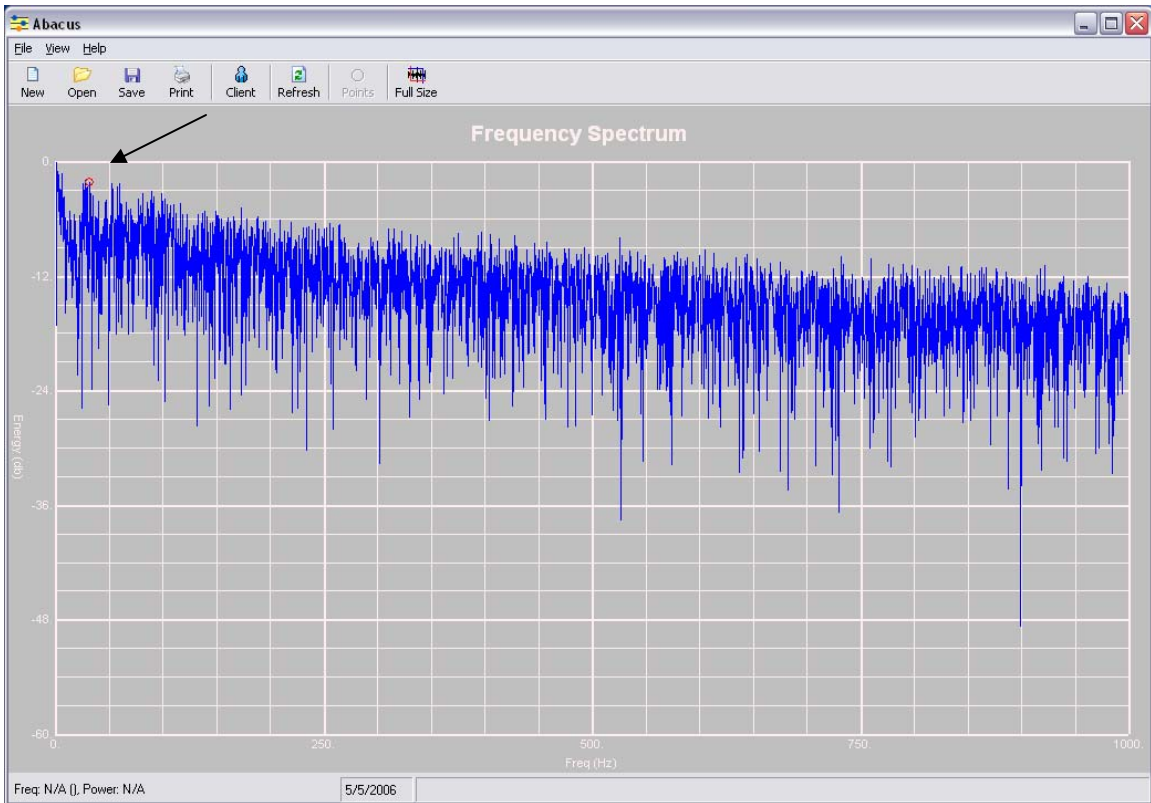 Abacus
File View Help
New Open Save Print Client Refresh Points Full Size
Frequency Spectrum
0.
-12.
-24.
-36.
-48.
-60.
Energy (db)
0. 250. 500. 750. 1000.
Freq (Hz)
Freq: N/A (), Power: N/A 5/5/2006